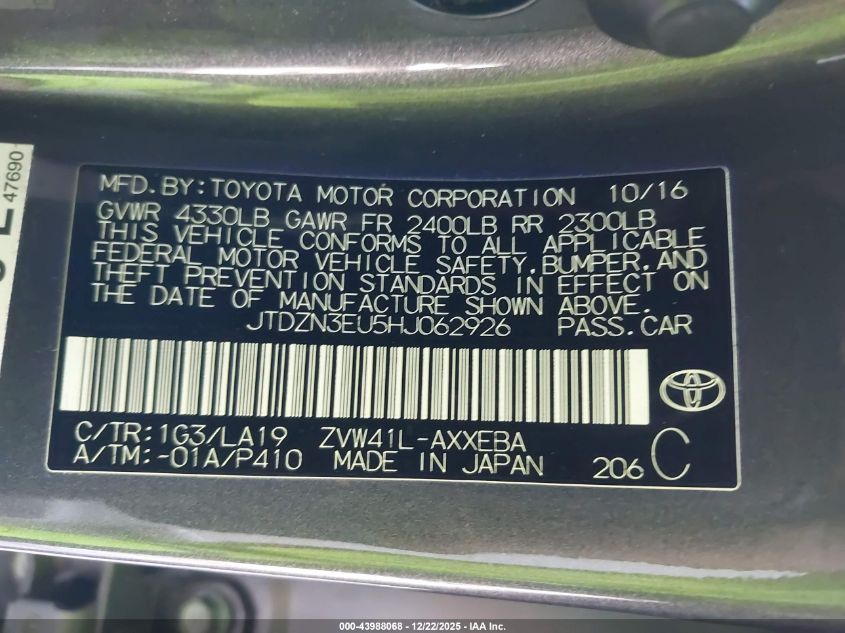 47690
MFD.BY:TOYOTA MOTOR CORPORATION 10/16
GVWR 4330LB GAWR FR 2400LB RR 2300LB
THIS VEHICLE CONFORMS TO ALL APPLICABLE
FEDERAL MOTOR VEHICLE SAFETY,BUMPER,AND
THEFT PREVENTION STANDARDS IN EFFECT ON
THE DATE OF MANUFACTURE SHOWN ABOVE.
JTDZN3EU5HJ062926 PASS.CAR
C/TR:1G3/LA19 ZVW41L-AXXEBA
A/TM:-01A/P410 MADE IN JAPAN 206 C
000-43988068 - 12/22/2025 - IAA Inc.